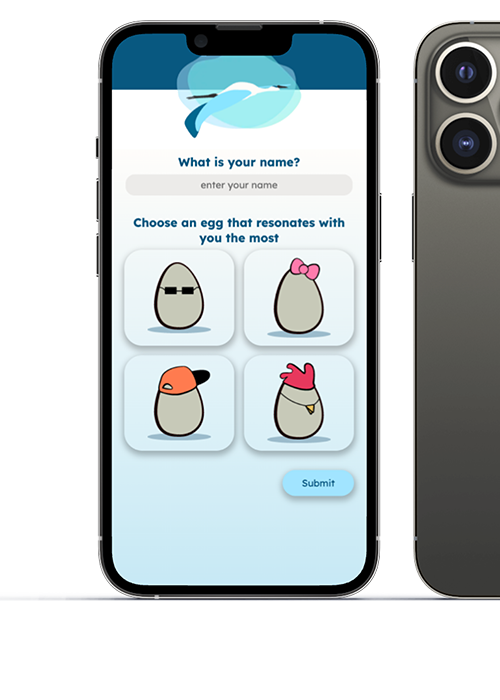 What is your name?
enter your name
Choose an egg that resonates with
you the most
Submit